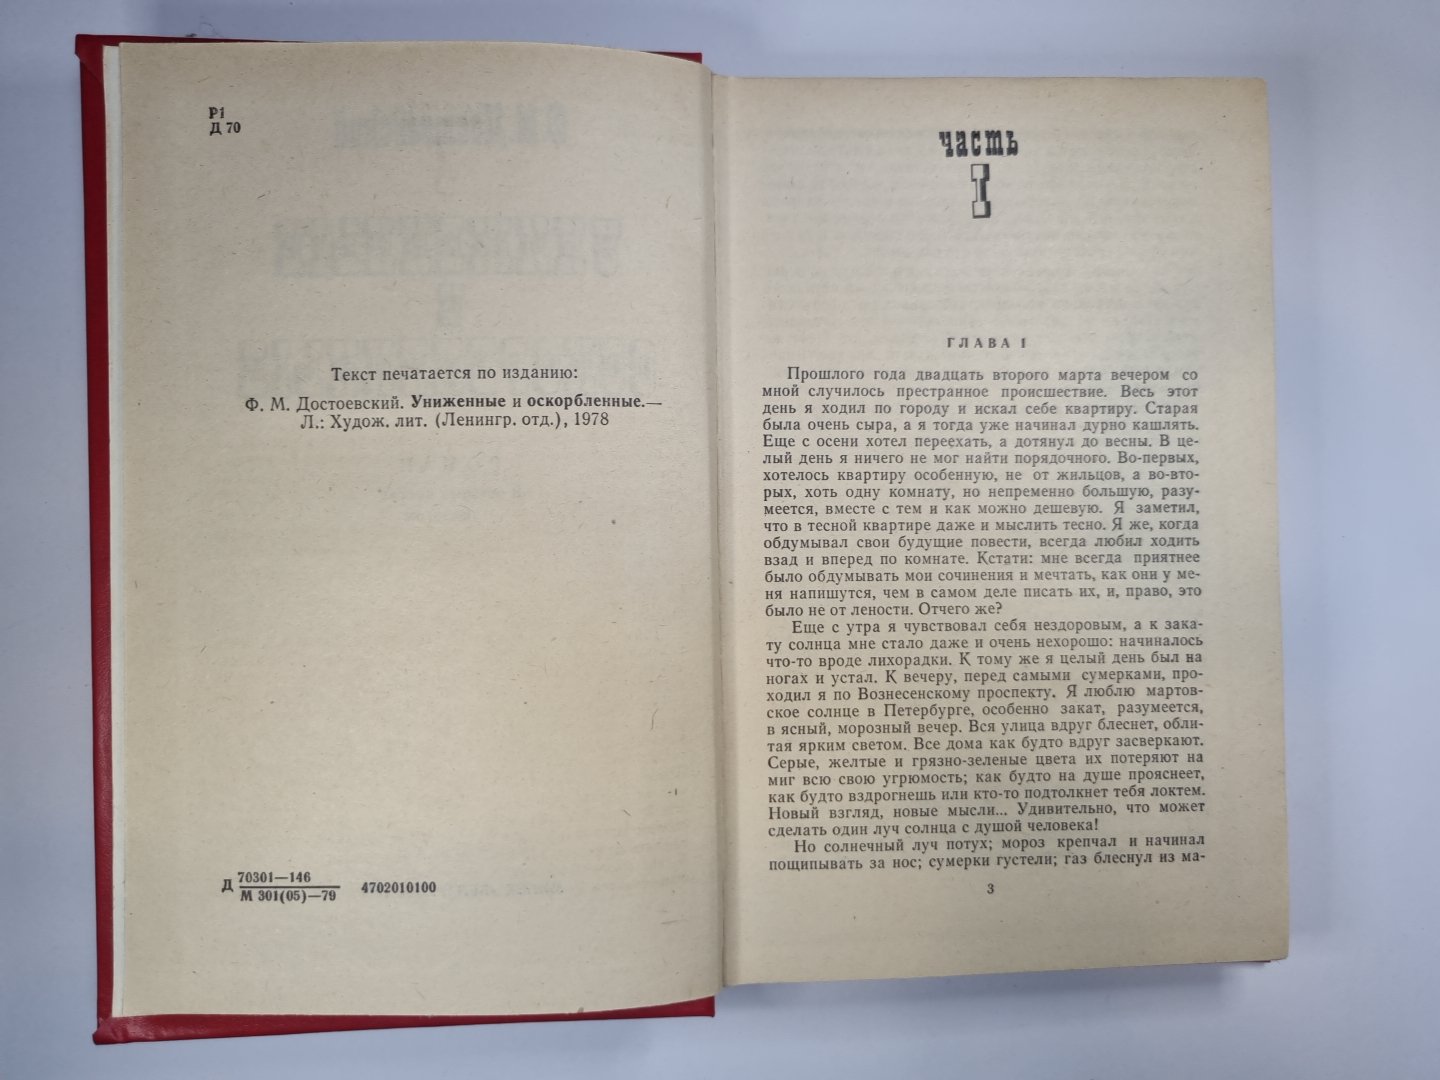 Р1
Д 70
Текст печатается по изданию:
Ф. М. Достоевский. Униженные и оскорбленные.—
Л.: Худож. лит. (Ленингр. отд.), 1978
Д 70301—146
М 301(05)—79 4702010100
часть
I
ГЛАВА I
Прошлого года двадцать второго марта вечером со
мной случилось престранное происшествие. Весь этот
день я ходил по городу и искал себе квартиру. Старая
была очень сыра, а я тогда уже начинал дурно кашлять.
Еще с осени хотел переехать, а дотянул до весны. В це-
лый день я ничего не мог найти порядочного. Во-первых,
хотелось квартиру особенную, не от жильцов, а во-вто-
рых, хоть одну комнату, но непременно большую, разу-
меется, вместе с тем и как можно дешевую. Я заметил,
что в тесной квартире даже и мыслить тесно. Я же, когда
обдумывал свои будущие повести, всегда любил ходить
взад и вперед по комнате. Кстати: мне всегда приятнее
было обдумывать мои сочинения и мечтать, как они у ме-
ня напишутся, чем в самом деле писать их, и, право, это
было не от лености. Отчего же?
Еще с утра я чувствовал себя нездоровым, а к зака-
ту солнца мне стало даже и очень нехорошо: начиналось
что-то вроде лихорадки. К тому же я целый день был на
ногах и устал. К вечеру, перед самыми сумерками, про-
ходил я по Вознесенскому проспекту. Я люблю мартов-
ское солнце в Петербурге, особенно закат, разумеется,
в ясный, морозный вечер. Вся улица вдруг блеснет, обли-
тая ярким светом. Все дома как будто вдруг засверкают.
Серые, желтые и грязно-зеленые цвета их потеряют на
миг всю свою угрюмость; как будто на душе прояснеет,
как будто вздрогнешь или кто-то подтолкнет тебя локтем.
Новый взгляд, новые мысли... Удивительно, что может
сделать один луч солнца с душой человека!
Но солнечный луч потух; мороз крепчал и начинал
пощипывать за нос; сумерки густели; газ блеснул из ма-
3